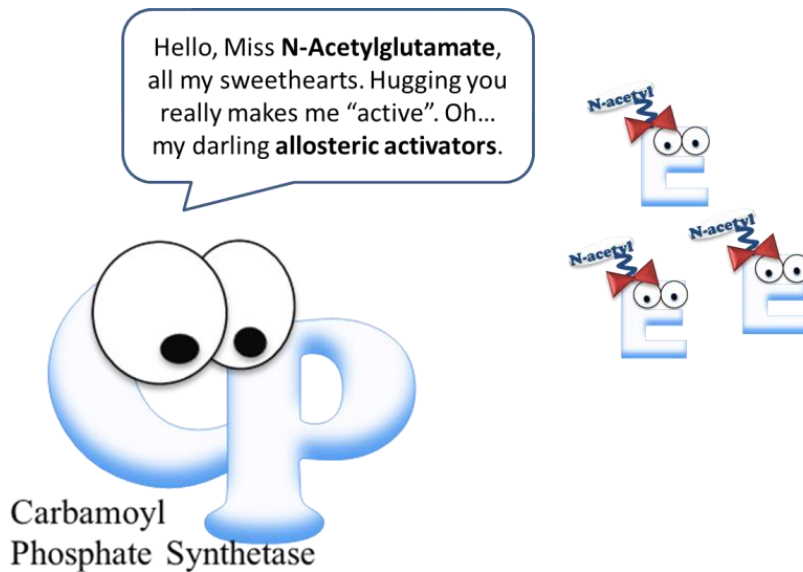 Hello, Miss N-Acetylglutamate,
all my sweethearts. Hugging you
really makes me “active”. Oh…
my darling allosteric activators.
N-acetyl
E
N-acetyl
E
N-acetyl
E
CP
Carbamoyl
Phosphate Synthetase